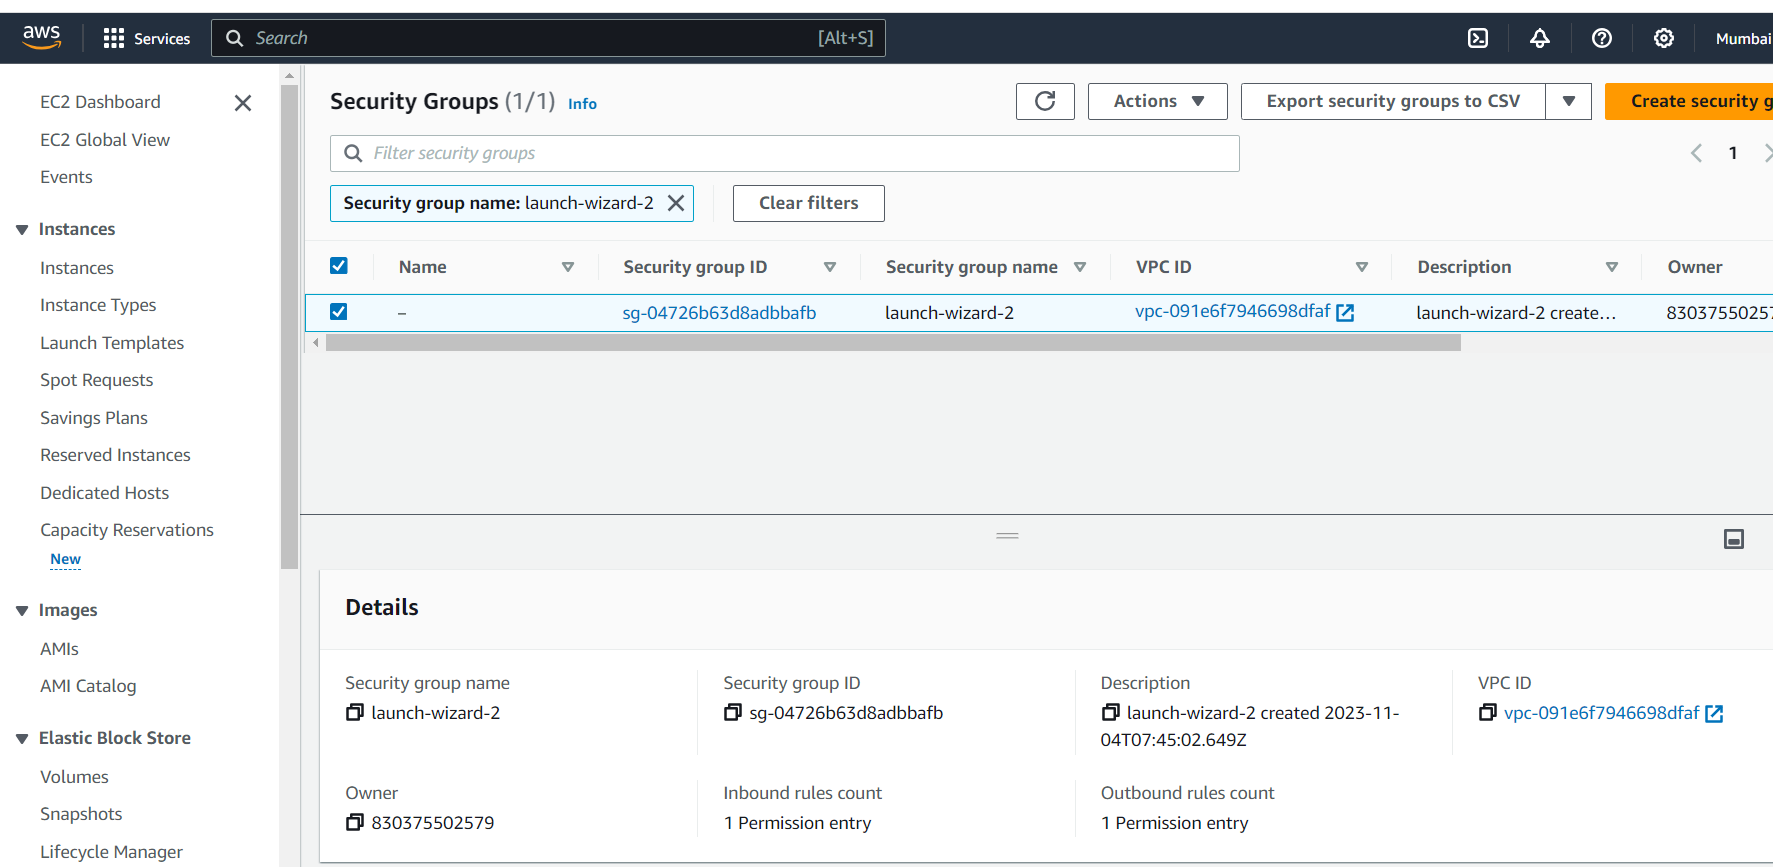 aws
Services
Search [Alt+S]
Mumbai
EC2 Dashboard
EC2 Global View
Events
Instances
Instances
Instance Types
Launch Templates
Spot Requests
Savings Plans
Reserved Instances
Dedicated Hosts
Capacity Reservations
New
Images
AMIs
AMI Catalog
Elastic Block Store
Volumes
Snapshots
Lifecycle Manager
Security Groups (1/1) Info
Actions
Export security groups to CSV
Create security g
Filter security groups
1
Security group name: launch-wizard-2
Clear filters
Name Security group ID Security group name VPC ID Description Owner
– sg-04726b63d8adbbafb launch-wizard-2 vpc-091e6f7946698dfaf launch-wizard-2 create... 83037550257
Details
Security group name Security group ID Description VPC ID
launch-wizard-2 sg-04726b63d8adbbafb launch-wizard-2 created 2023-11- vpc-091e6f7946698dfaf
04T07:45:02.649Z
Owner Inbound rules count Outbound rules count
830375502579 1 Permission entry 1 Permission entry